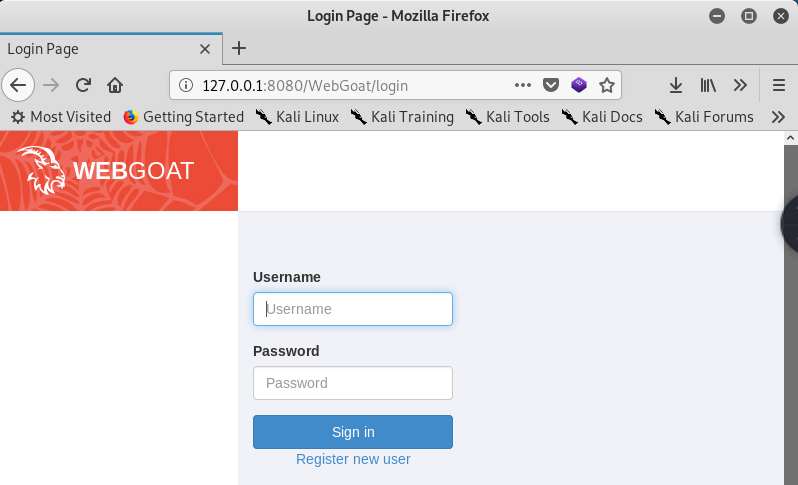 Login Page - Mozilla Firefox
Login Page
127.0.0.1:8080/WebGoat/login
Most Visited Getting Started Kali Linux Kali Training Kali Tools Kali Docs Kali Forums
WEBGOAT
Username
Username
Password
Password
Sign in
Register new user